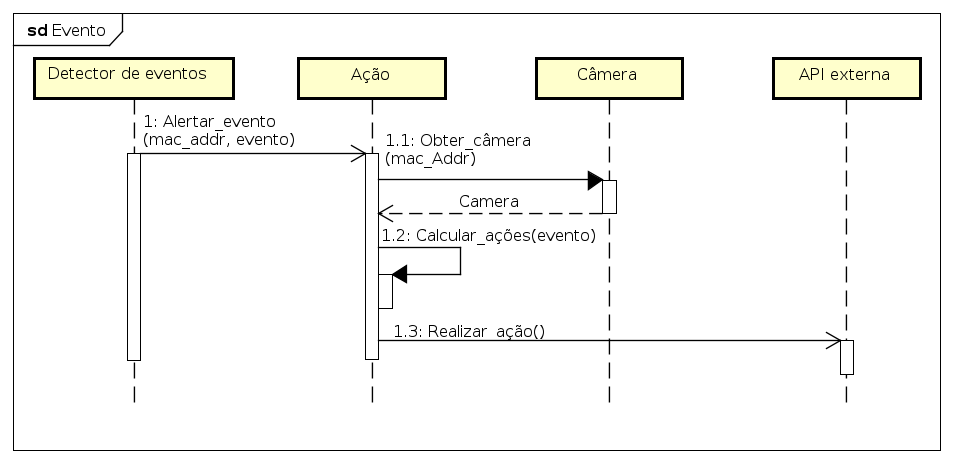 sd Evento
Detector de eventos
Ação
Câmera
API externa
1: Alertar_evento
(mac_addr, evento)
1.1: Obter_câmera
(mac_Addr)
Camera
1.2: Calcular_ações(evento)
1.3: Realizar_ação()